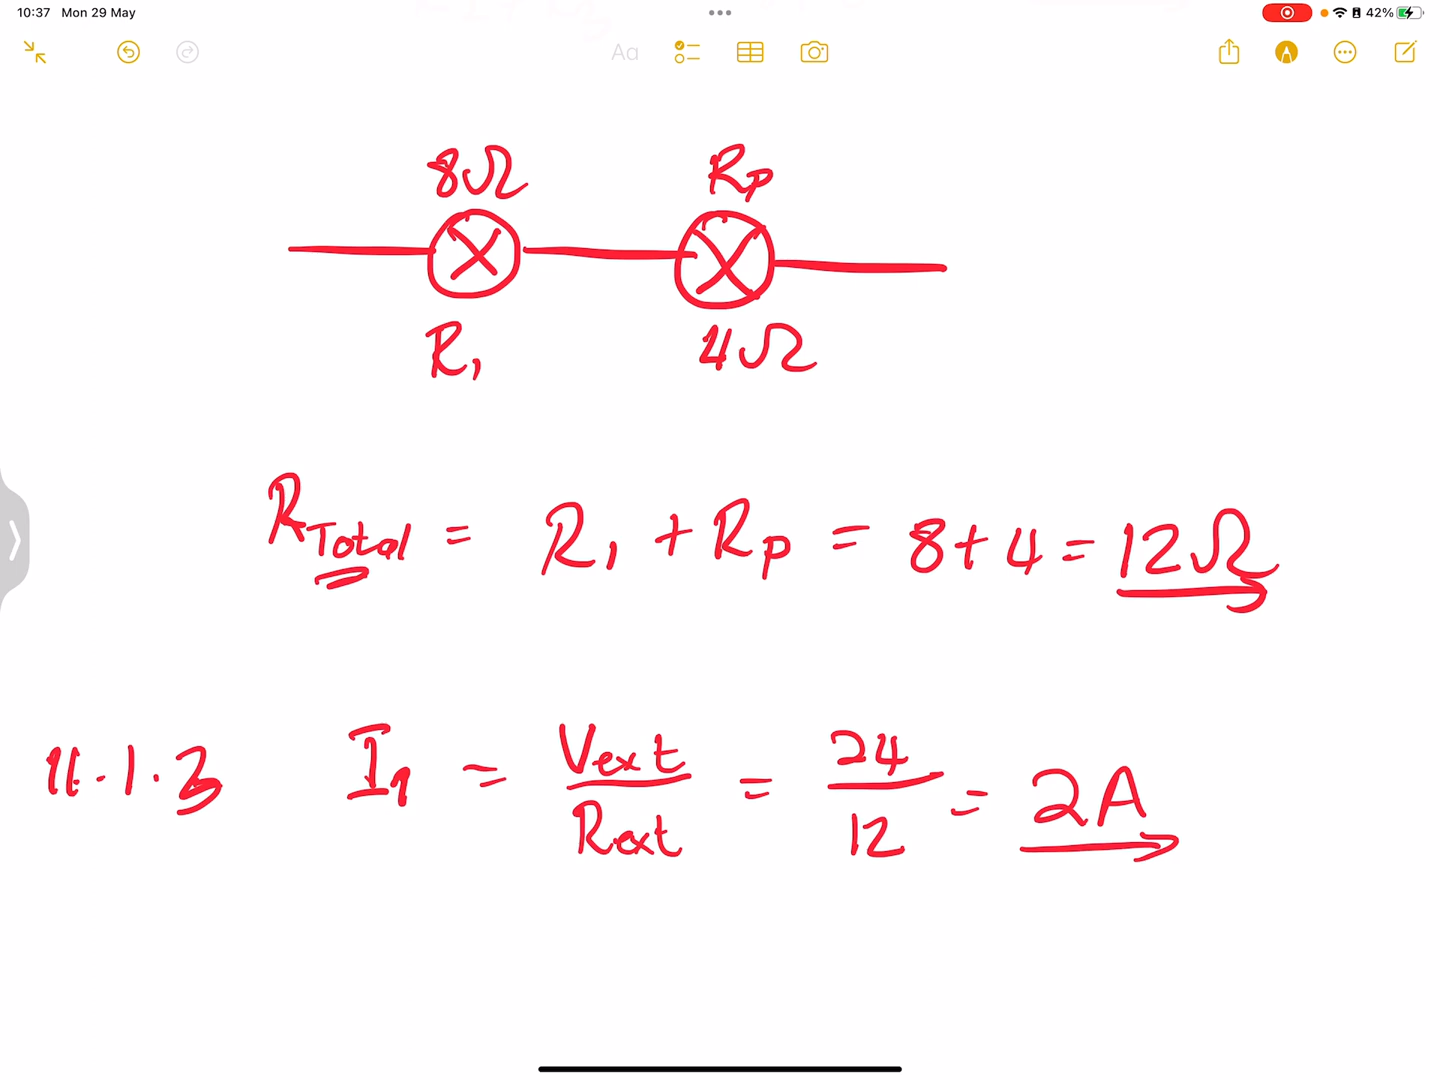 10:37 Mon 29 May
42%
Aa
8Ω Rp
R1 4Ω
RTotal = R1 + Rp = 8+4 = 12Ω
11.1.3 I1 = Vext/Rext = 24/12 = 2A